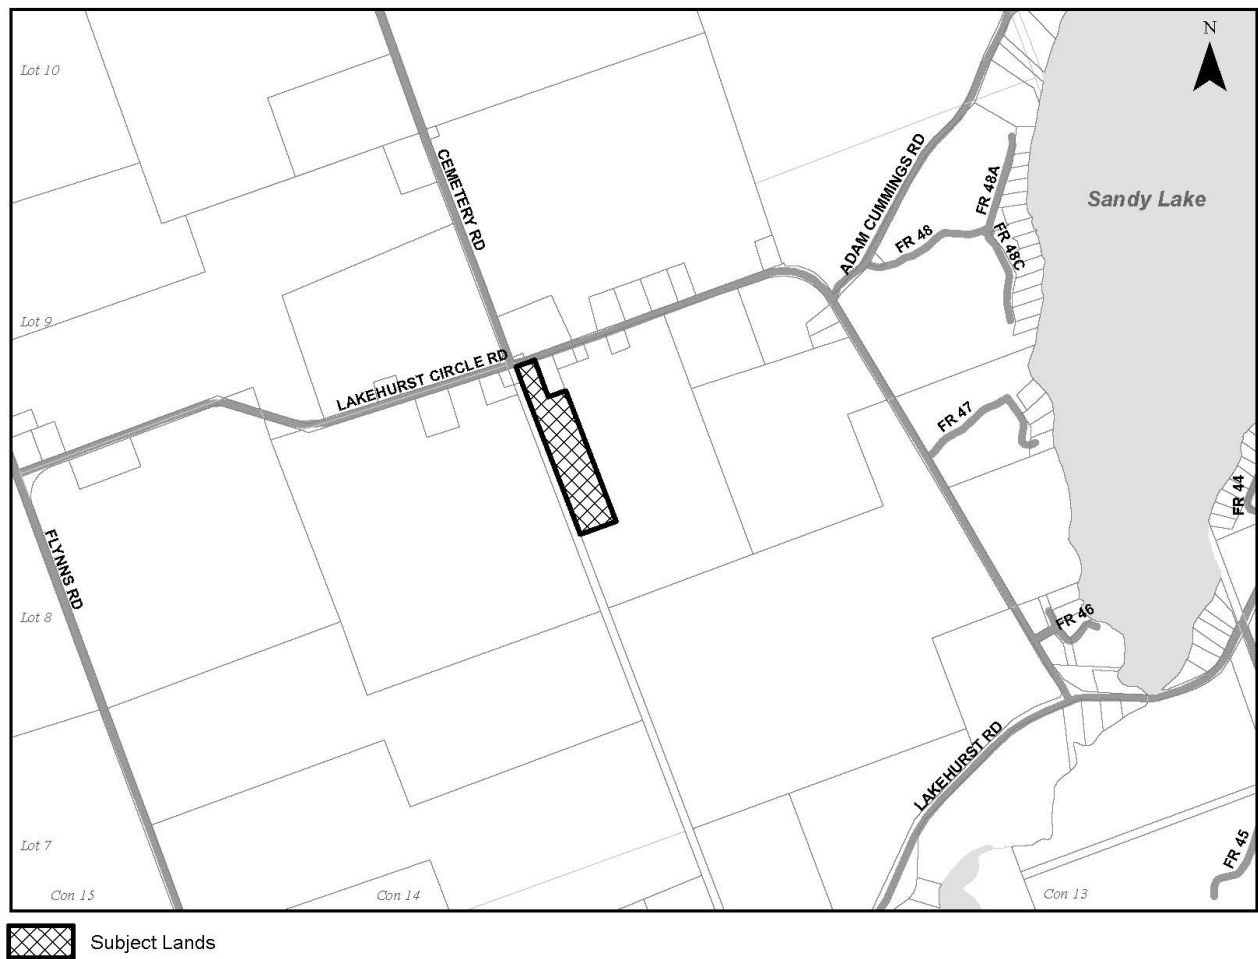 N
Lot 10
CEMETERY RD
ADAM CUMMINGS RD
FR 48A
Sandy Lake
FR 48
FR 48C
Lot 9
LAKEHURST CIRCLE RD
FR 47
FR 44
FLYNNS RD
Lot 8
FR 46
LAKEHURST RD
Lot 7
FR 45
Con 15
Con 14
Con 13
Subject Lands